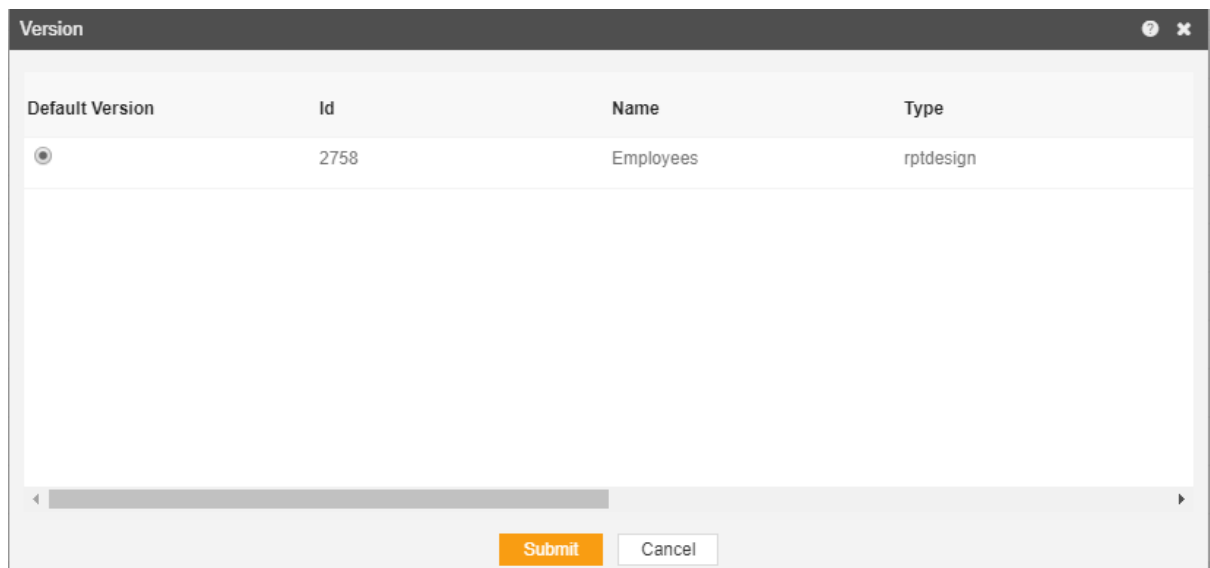 Version
Default Version Id Name Type
2758 Employees rptdesign
Submit Cancel